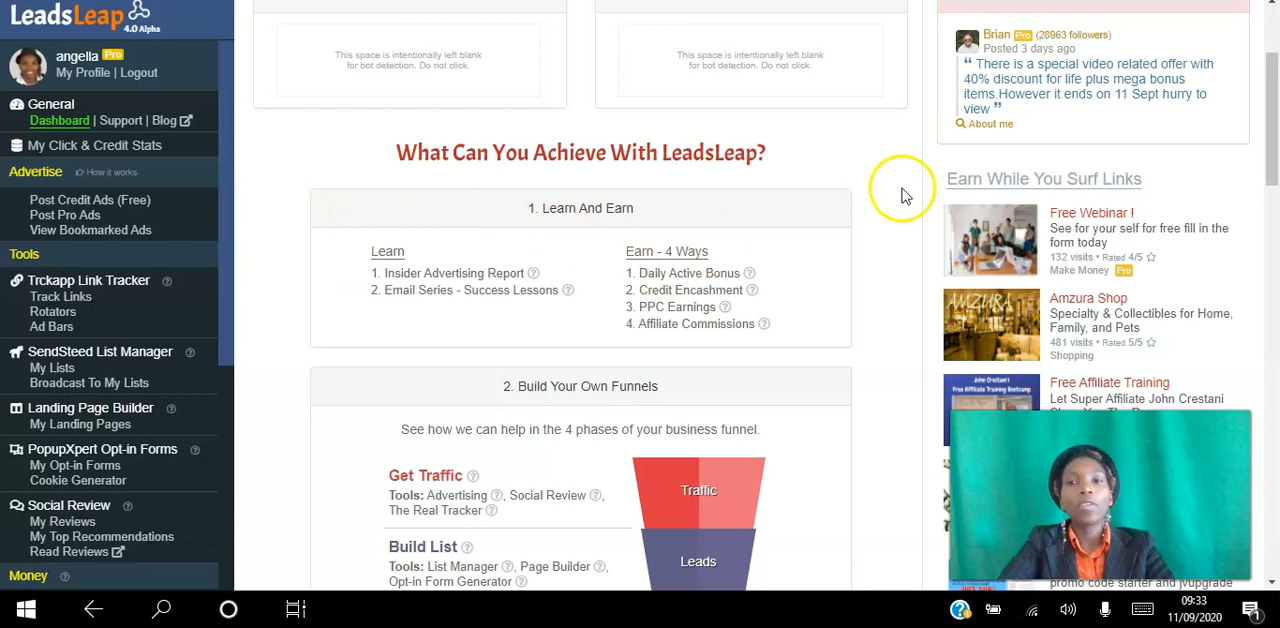 LeadsLeap
4.0 Alpha
angella Pro
My Profile | Logout
General
Dashboard | Support | Blog
My Click & Credit Stats
Advertise How it works
Post Credit Ads (Free)
Post Pro Ads
View Bookmarked Ads
Tools
Trckapp Link Tracker
Track Links
Rotators
Ad Bars
SendSteed List Manager
My Lists
Broadcast To My Lists
Landing Page Builder
My Landing Pages
PopupXpert Opt-in Forms
My Opt-in Forms
Cookie Generator
Social Review
My Reviews
My Top Recommendations
Read Reviews
Money
This space is intentionally left blank
for bot detection. Do not click.
This space is intentionally left blank
for bot detection. Do not click.
What Can You Achieve With LeadsLeap?
1. Learn And Earn
Learn
1. Insider Advertising Report
2. Email Series - Success Lessons
Earn - 4 Ways
1. Daily Active Bonus
2. Credit Encashment
3. PPC Earnings
4. Affiliate Commissions
2. Build Your Own Funnels
See how we can help in the 4 phases of your business funnel.
Get Traffic
Tools: Advertising, Social Review,
The Real Tracker
Build List
Tools: List Manager, Page Builder,
Opt-in Form Generator
Traffic
Leads
Brian Pro (28963 followers)
Posted 3 days ago
“ There is a special video related offer with
40% discount for life plus mega bonus
items.However it ends on 11 Sept hurry to
view ”
About me
Earn While You Surf Links
Free Webinar !
See for your self for free fill in the
form today
132 visits • Rated 4/5
Make Money Pro
Amzura Shop
Specialty & Collectibles for Home,
Family, and Pets
481 visits • Rated 5/5
Shopping
Free Affiliate Training
Let Super Affiliate John Crestani
promo code starter and jvupgrade
09:33
11/09/2020